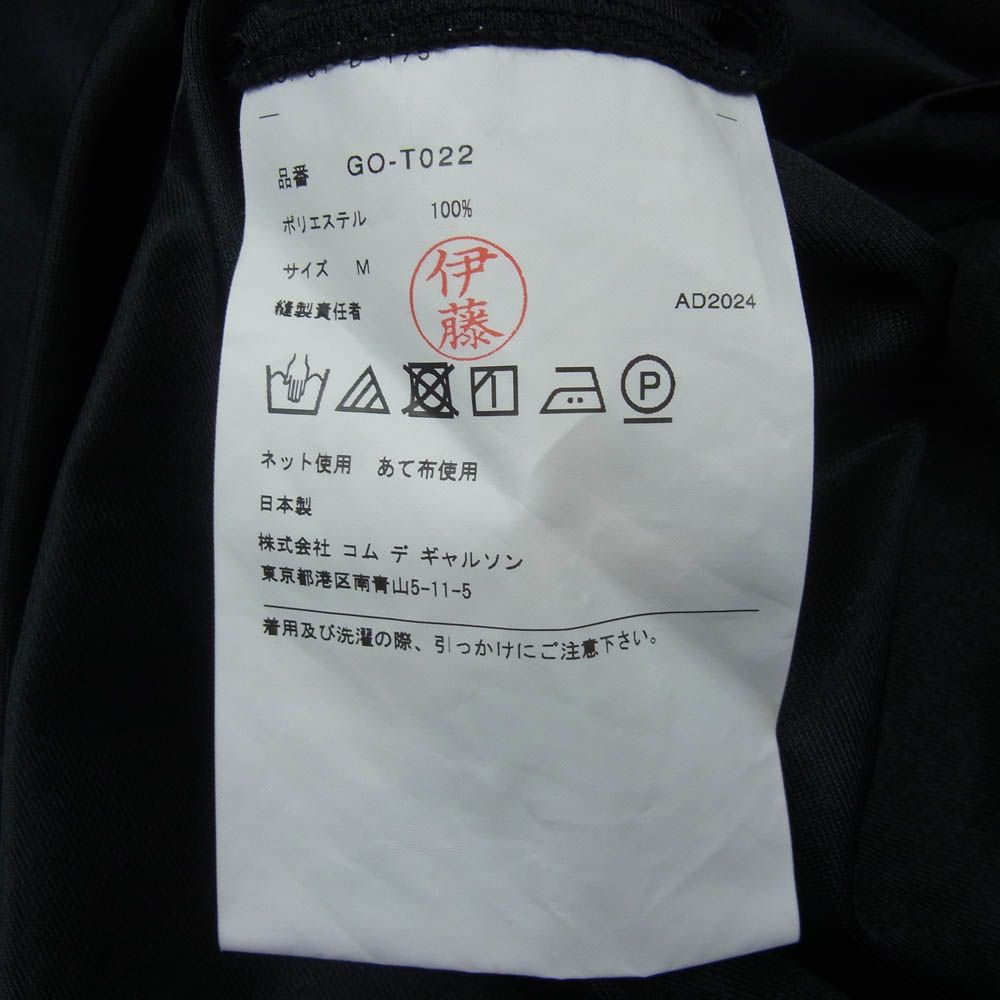 品番 GO-T022
ポリエステル 100%
サイズ M
縫製責任者 伊藤
AD2024
P
ネット使用 あて布使用
日本製
株式会社 コム デ ギャルソン
東京都港区南青山5-11-5
着用及び洗濯の際、引っかけにご注意下さい。